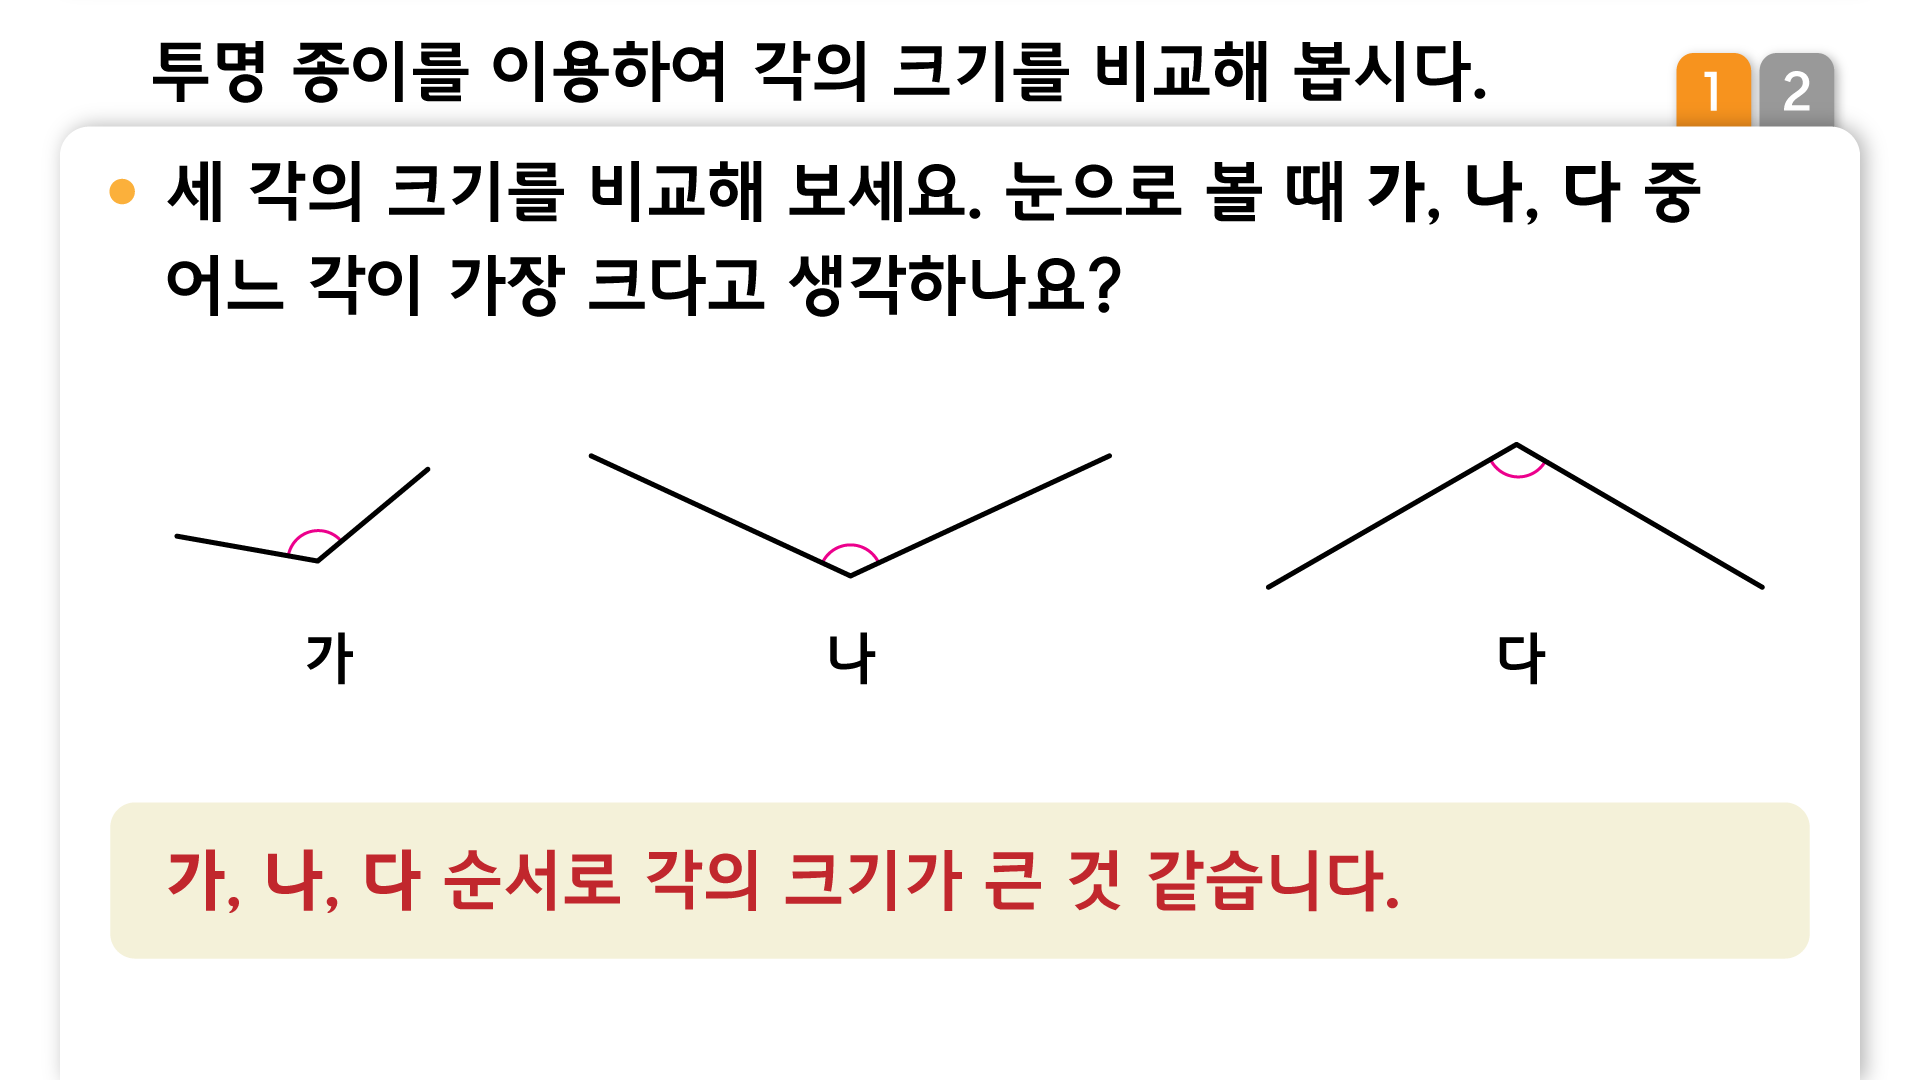 투명 종이를 이용하여 각의 크기를 비교해 봅시다.
1 2
세 각의 크기를 비교해 보세요. 눈으로 볼 때 가, 나, 다 중
어느 각이 가장 크다고 생각하나요?
가 나 다
가, 나, 다 순서로 각의 크기가 큰 것 같습니다.